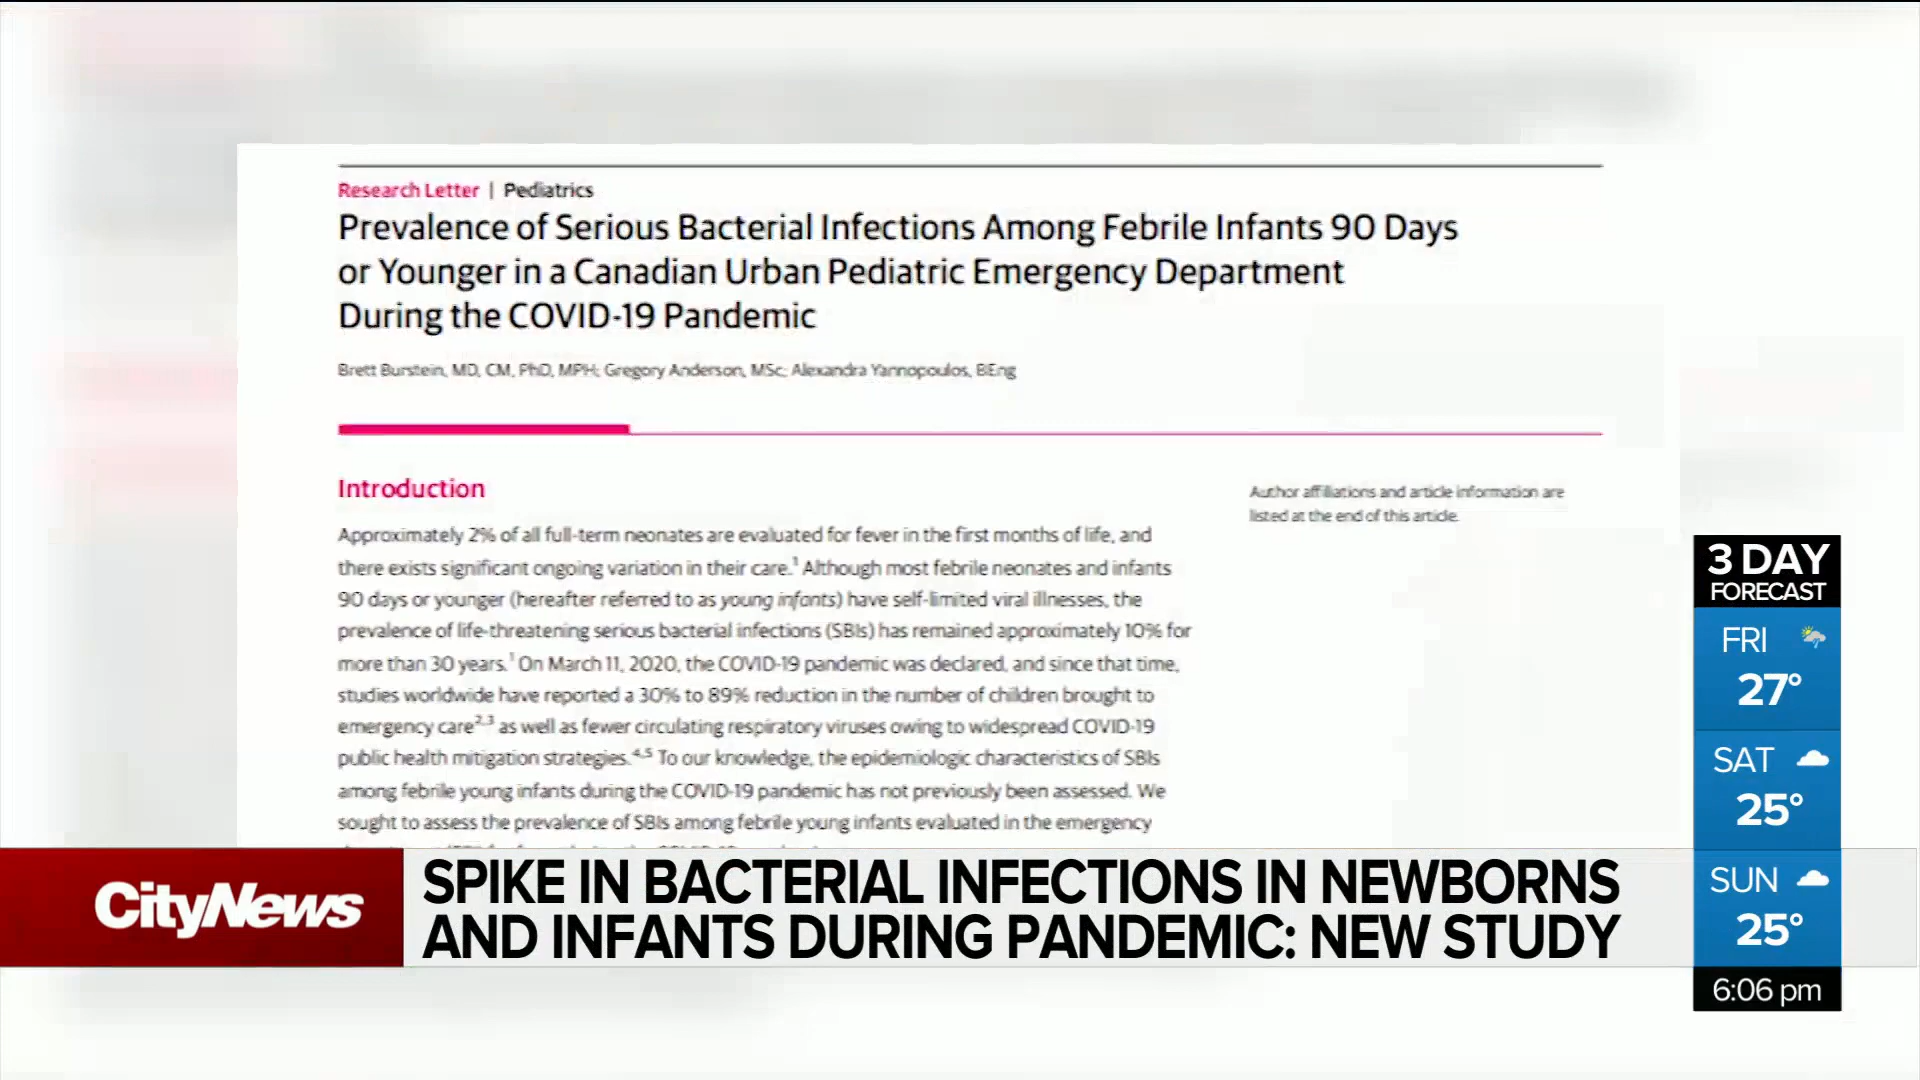 Research Letter | Pediatrics
Prevalence of Serious Bacterial Infections Among Febrile Infants 90 Days
or Younger in a Canadian Urban Pediatric Emergency Department
During the COVID-19 Pandemic
Brett Burstein, MD, CM, PhD, MPH; Gregory Anderson, MSc; Alexandra Yannopoulos, BEng
Introduction
Approximately 2% of all full-term neonates are evaluated for fever in the first months of life, and
there exists significant ongoing variation in their care.1 Although most febrile neonates and infants
90 days or younger (hereafter referred to as young infants) have self-limited viral illnesses, the
prevalence of life-threatening serious bacterial infections (SBIs) has remained approximately 10% for
more than 30 years.1 On March 11, 2020, the COVID-19 pandemic was declared, and since that time,
studies worldwide have reported a 30% to 89% reduction in the number of children brought to
emergency care2,3 as well as fewer circulating respiratory viruses owing to widespread COVID-19
public health mitigation strategies.4,5 To our knowledge, the epidemiologic characteristics of SBIs
among febrile young infants during the COVID-19 pandemic has not previously been assessed. We
sought to assess the prevalence of SBIs among febrile young infants evaluated in the emergency
Author affiliations and article information are
listed at the end of this article.
CityNews
SPIKE IN BACTERIAL INFECTIONS IN NEWBORNS
AND INFANTS DURING PANDEMIC: NEW STUDY
3 DAY
FORECAST
FRI
27°
SAT
25°
SUN
25°
6:06 pm